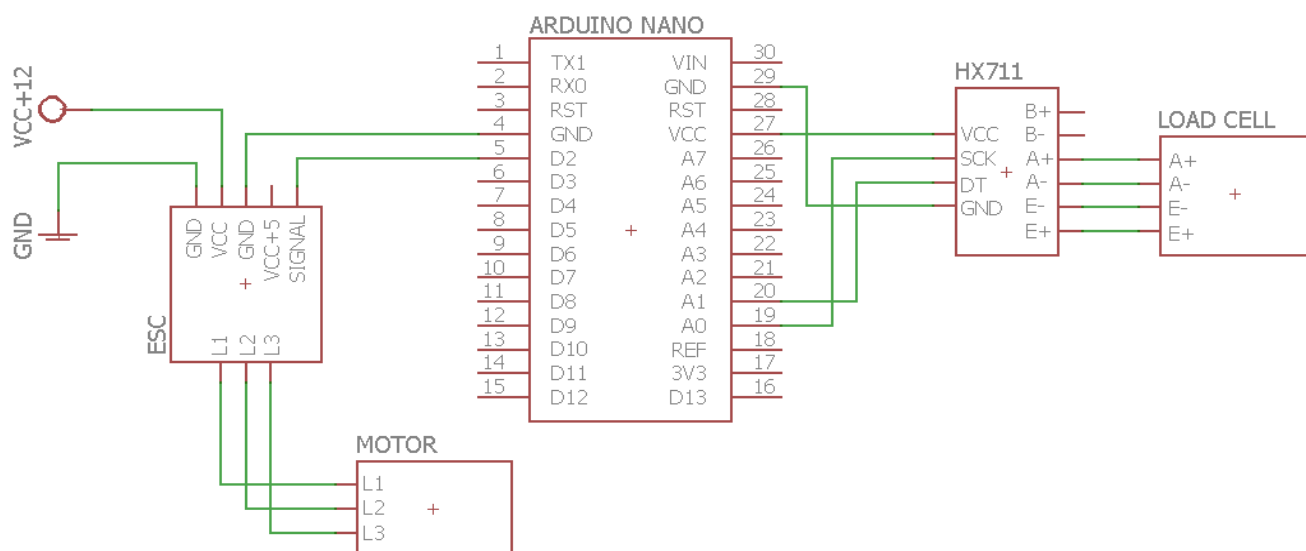 ARDUINO NANO
1 TX1 VIN 30
2 RX0 GND 29
3 RST RST 28
4 GND VCC 27
5 D2 A7 26
6 D3 A6 25
7 D4 A5 24
8 D5 A4 23
9 D6 A3 22
10 D7 A2 21
11 D8 A1 20
12 D9 A0 19
13 D10 REF 18
14 D11 3V3 17
15 D12 D13 16
VCC+12
GND
GND
VCC
GND
VCC+5
SIGNAL
ESC
L1
L2
L3
MOTOR
L1
L2
L3
HX711
VCC
SCK
DT
GND
B+
B-
A+
A-
E-
E+
LOAD CELL
A+
A-
E-
E+